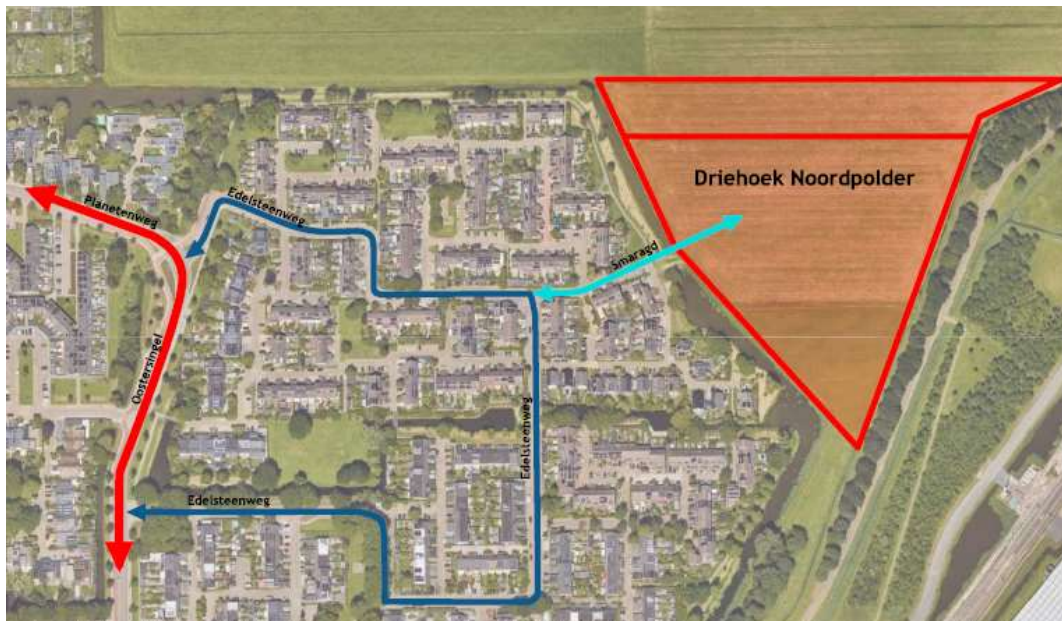 Driehoek Noordpolder
Planetenweg
Edelsteenweg
Smaragd
Oostersingel
Edelsteenweg
Edelsteenweg